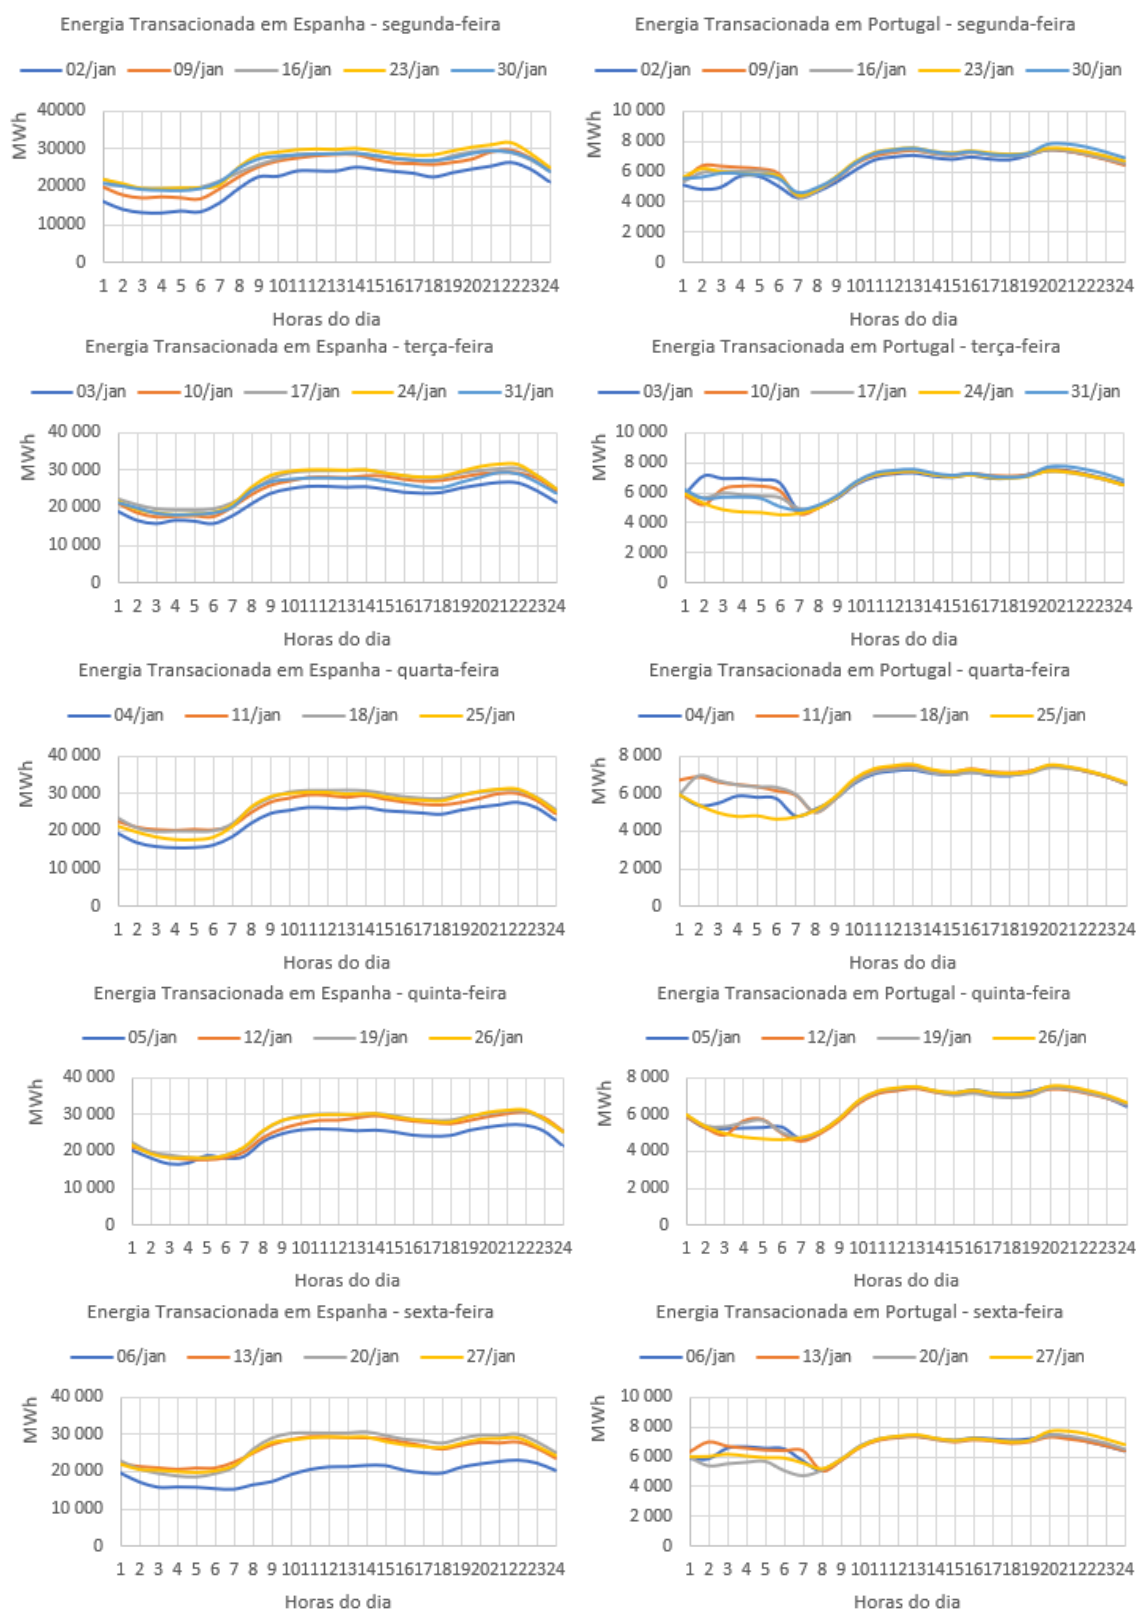 Energia Transacionada em Espanha - segunda-feira
02/jan 09/jan 16/jan 23/jan 30/jan
MWh
40000
30000
20000
10000
0
1 2 3 4 5 6 7 8 9 101112131415161718192021222324
Horas do dia
Energia Transacionada em Portugal - segunda-feira
02/jan 09/jan 16/jan 23/jan 30/jan
MWh
10 000
8 000
6 000
4 000
2 000
0
1 2 3 4 5 6 7 8 9 101112131415161718192021222324
Horas do dia
Energia Transacionada em Espanha - terça-feira
03/jan 10/jan 17/jan 24/jan 31/jan
MWh
40 000
30 000
20 000
10 000
0
1 2 3 4 5 6 7 8 9 101112131415161718192021222324
Horas do dia
Energia Transacionada em Portugal - terça-feira
03/jan 10/jan 17/jan 24/jan 31/jan
MWh
10 000
8 000
6 000
4 000
2 000
0
1 2 3 4 5 6 7 8 9 101112131415161718192021222324
Horas do dia
Energia Transacionada em Espanha - quarta-feira
04/jan 11/jan 18/jan 25/jan
MWh
40 000
30 000
20 000
10 000
0
1 2 3 4 5 6 7 8 9 101112131415161718192021222324
Horas do dia
Energia Transacionada em Portugal - quarta-feira
04/jan 11/jan 18/jan 25/jan
MWh
8 000
6 000
4 000
2 000
0
1 2 3 4 5 6 7 8 9 101112131415161718192021222324
Horas do dia
Energia Transacionada em Espanha - quinta-feira
05/jan 12/jan 19/jan 26/jan
MWh
40 000
30 000
20 000
10 000
0
1 2 3 4 5 6 7 8 9 101112131415161718192021222324
Horas do dia
Energia Transacionada em Portugal - quinta-feira
05/jan 12/jan 19/jan 26/jan
MWh
8 000
6 000
4 000
2 000
0
1 2 3 4 5 6 7 8 9 101112131415161718192021222324
Horas do dia
Energia Transacionada em Espanha - sexta-feira
06/jan 13/jan 20/jan 27/jan
MWh
40 000
30 000
20 000
10 000
0
1 2 3 4 5 6 7 8 9 101112131415161718192021222324
Horas do dia
Energia Transacionada em Portugal - sexta-feira
06/jan 13/jan 20/jan 27/jan
MWh
10 000
8 000
6 000
4 000
2 000
0
1 2 3 4 5 6 7 8 9 101112131415161718192021222324
Horas do dia